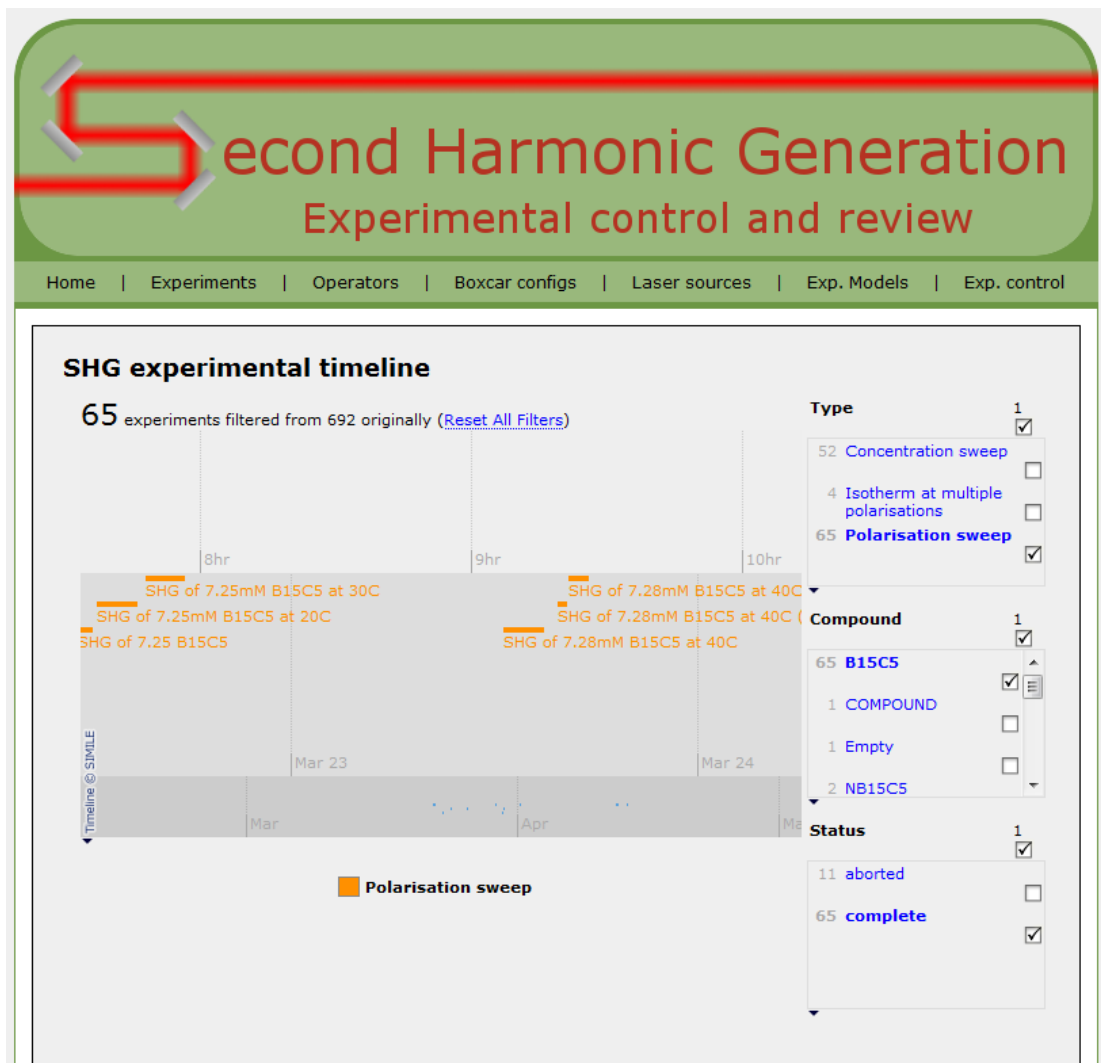 Second Harmonic Generation
Experimental control and review
Home | Experiments | Operators | Boxcar configs | Laser sources | Exp. Models | Exp. control
SHG experimental timeline
65 experiments filtered from 692 originally (Reset All Filters)
8hr 9hr 10hr
SHG of 7.25mM B15C5 at 30C SHG of 7.28mM B15C5 at 40C
SHG of 7.25mM B15C5 at 20C SHG of 7.28mM B15C5 at 40C (
SHG of 7.25 B15C5 SHG of 7.28mM B15C5 at 40C
Mar 23 Mar 24
Timeline © SIMILE
Mar Apr Ma
Polarisation sweep
Type 1
52 Concentration sweep
4 Isotherm at multiple
polarisations
65 Polarisation sweep
Compound 1
65 B15C5
1 COMPOUND
1 Empty
2 NB15C5
Status 1
11 aborted
65 complete